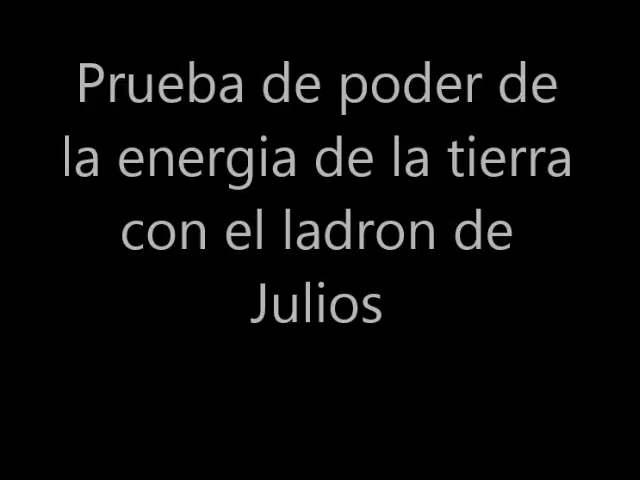 Prueba de poder de
la energia de la tierra
con el ladron de
Julios